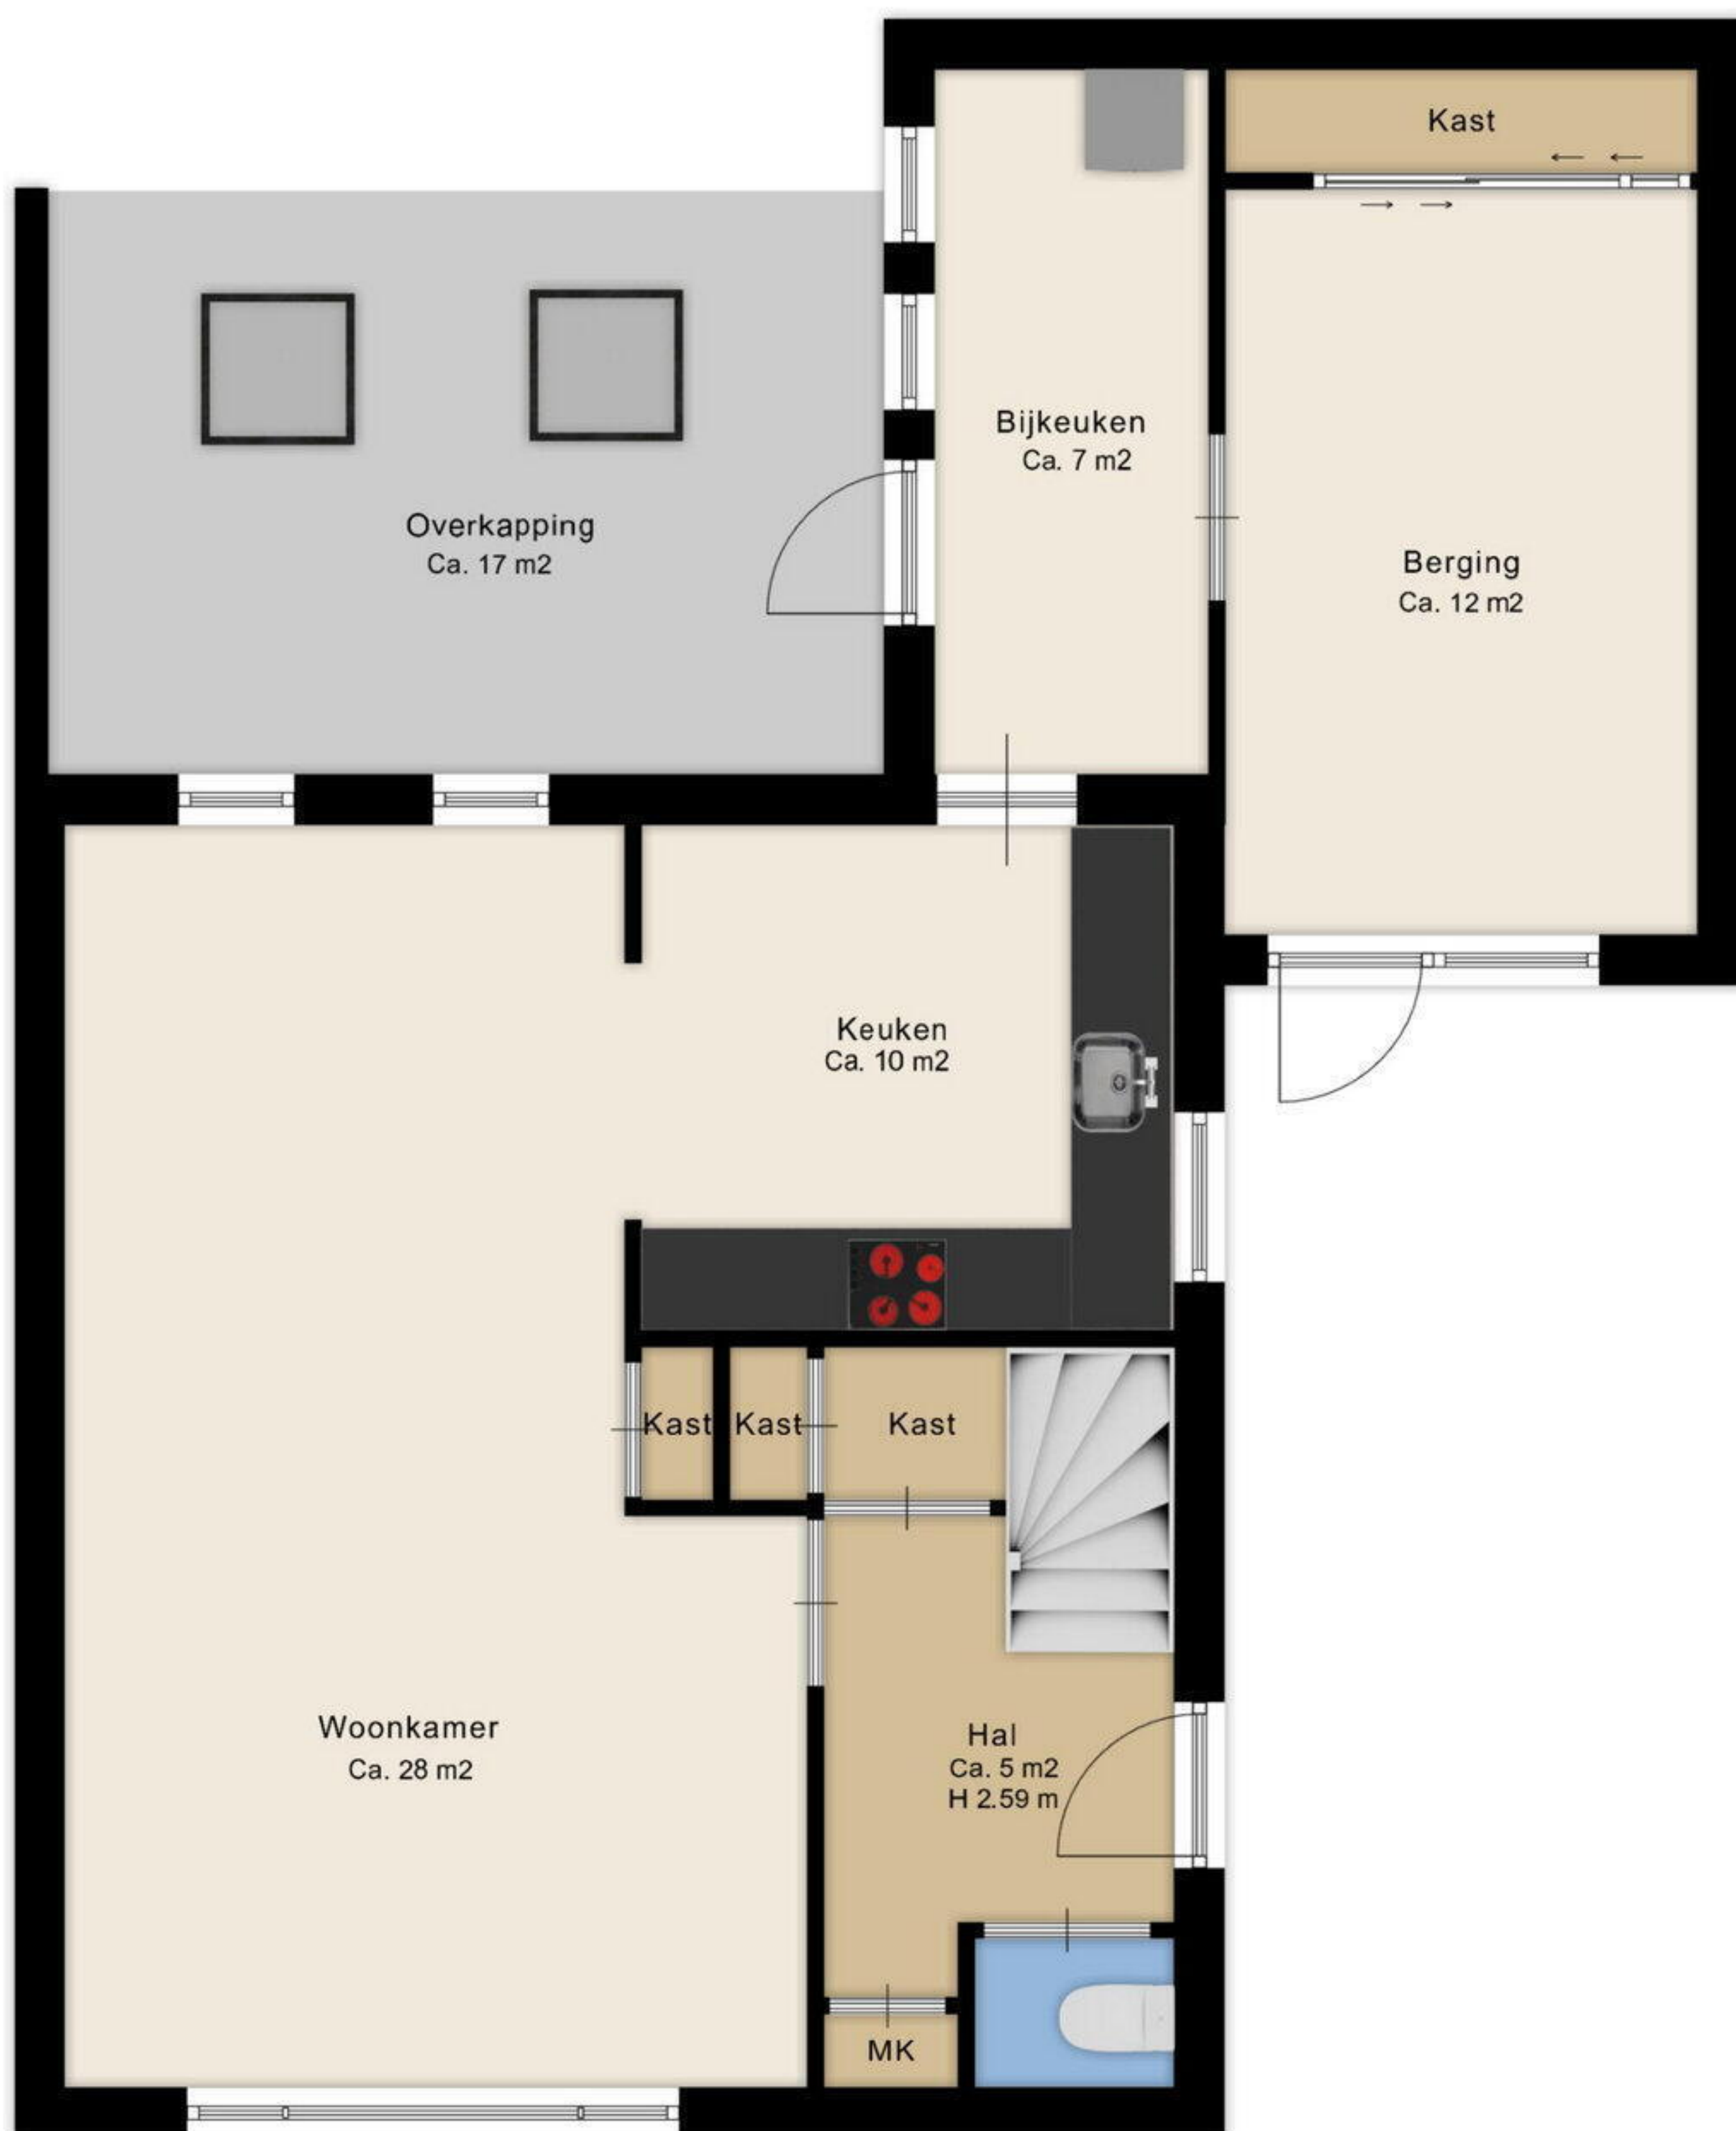 Kast
Bijkeuken
Ca. 7 m2
Overkapping
Ca. 17 m2
Berging
Ca. 12 m2
Keuken
Ca. 10 m2
Kast
Kast
Kast
Woonkamer
Ca. 28 m2
Hal
Ca. 5 m2
H 2.59 m
MK